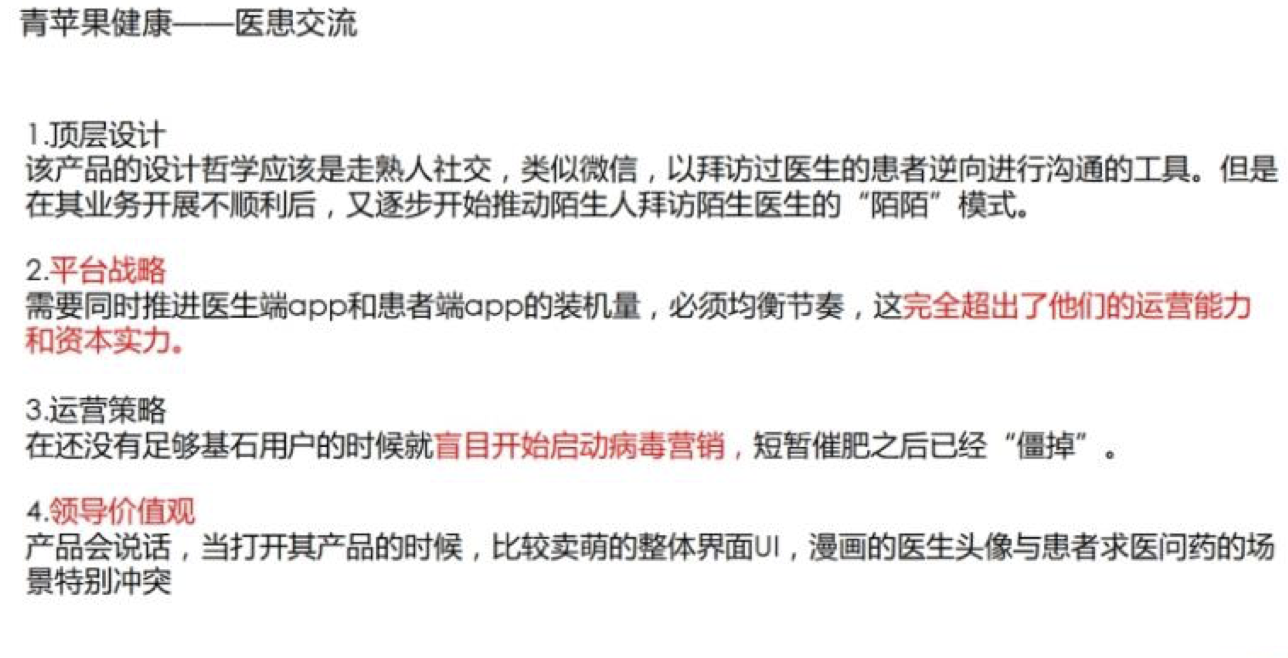 青苹果健康——医患交流
1.顶层设计
该产品的设计哲学应该是走熟人社交，类似微信，以拜访过医生的患者逆向进行沟通的工具。但是
在其业务开展不顺利后，又逐步开始推动陌生人拜访陌生医生的“陌陌”模式。
2.平台战略
需要同时推进医生端app和患者端app的装机量，必须均衡节奏，这完全超出了他们的运营能力
和资本实力。
3.运营策略
在还没有足够基石用户的时候就盲目开始启动病毒营销，短暂催肥之后已经“僵掉”。
4.领导价值观
产品会说话，当打开其产品的时候，比较卖萌的整体界面UI，漫画的医生头像与患者求医问药的场
景特别冲突